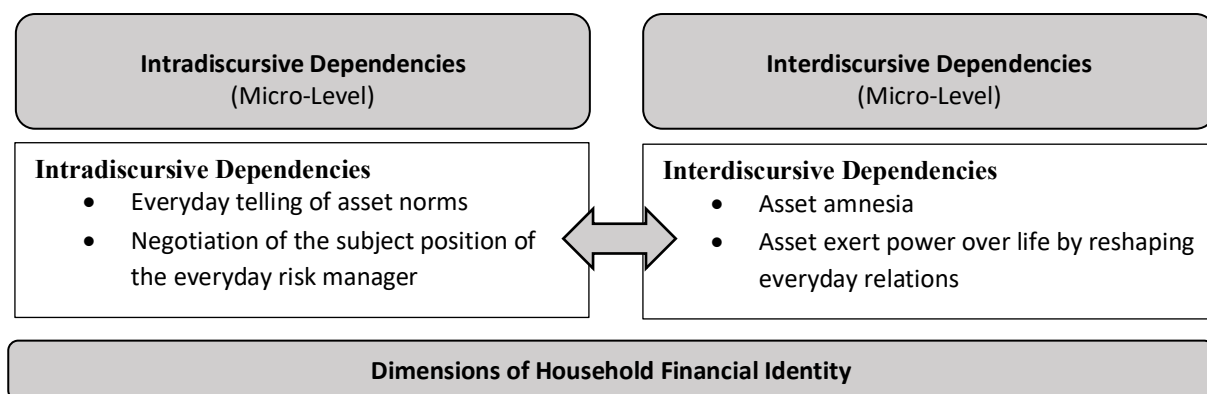 Intradiscursive Dependencies
(Micro-Level)
Interdiscursive Dependencies
(Micro-Level)
Intradiscursive Dependencies
• Everyday telling of asset norms
• Negotiation of the subject position of
the everyday risk manager
Interdiscursive Dependencies
• Asset amnesia
• Asset exert power over life by reshaping
everyday relations
Dimensions of Household Financial Identity